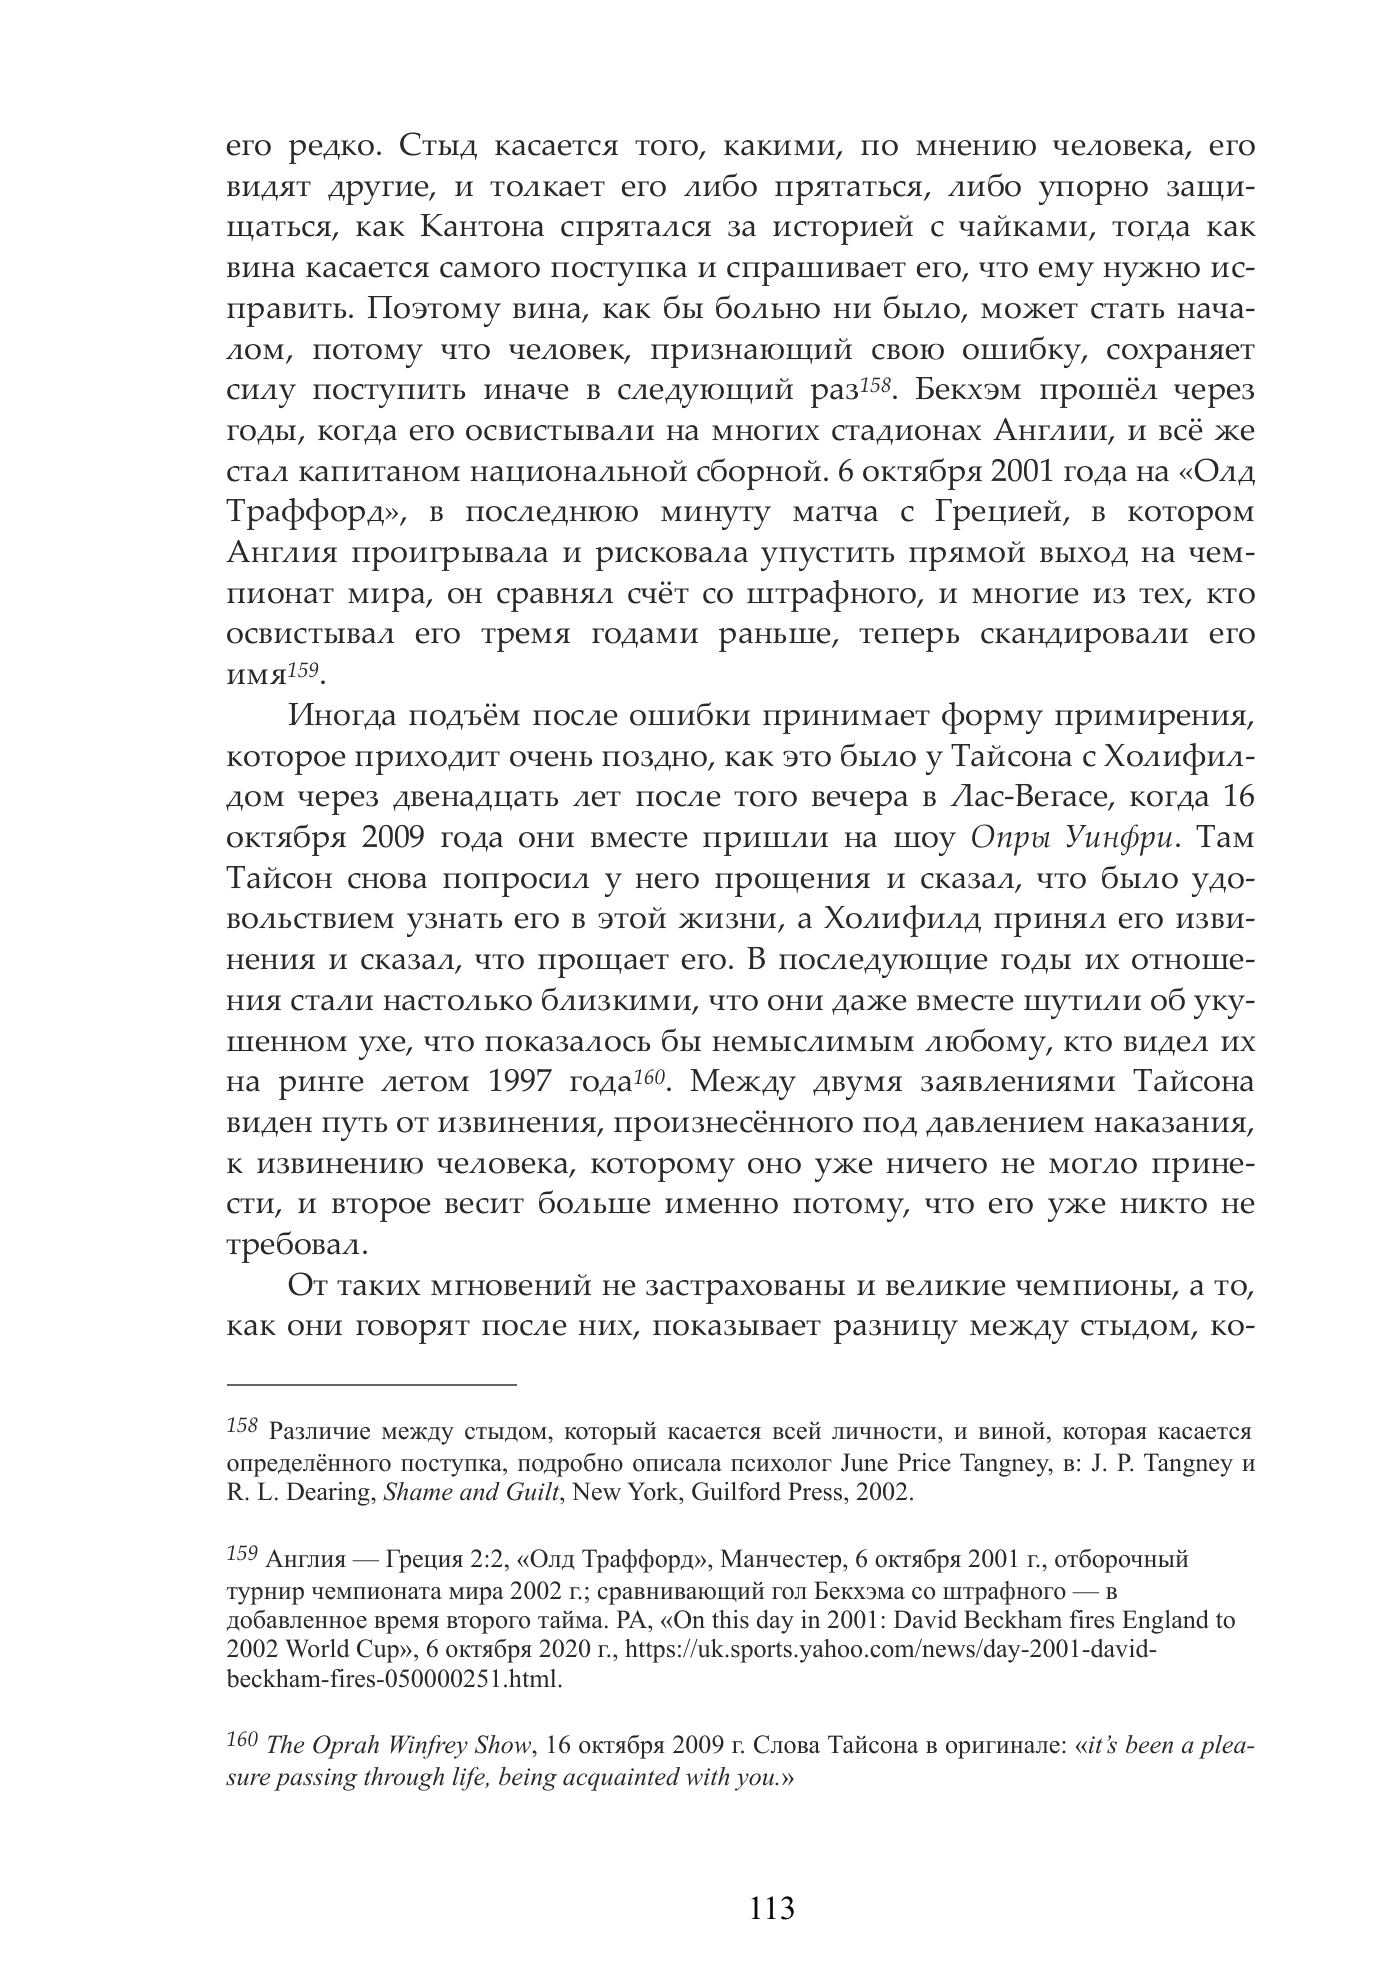 его редко. Стыд касается того, какими, по мнению человека, его
видят другие, и толкает его либо прятаться, либо упорно защи-
щаться, как Кантона спрятался за историей с чайками, тогда как
вина касается самого поступка и спрашивает его, что ему нужно ис-
править. Поэтому вина, как бы больно ни было, может стать нача-
лом, потому что человек, признающий свою ошибку, сохраняет
силу поступить иначе в следующий раз158. Бекхэм прошёл через
годы, когда его освистывали на многих стадионах Англии, и всё же
стал капитаном национальной сборной. 6 октября 2001 года на «Олд
Траффорд», в последнюю минуту матча с Грецией, в котором
Англия проигрывала и рисковала упустить прямой выход на чем-
пионат мира, он сравнял счёт со штрафного, и многие из тех, кто
освистывал его тремя годами раньше, теперь скандировали его
имя159.
Иногда подъём после ошибки принимает форму примирения,
которое приходит очень поздно, как это было у Тайсона с Холифил-
дом через двенадцать лет после того вечера в Лас-Вегасе, когда 16
октября 2009 года они вместе пришли на шоу Опры Уинфри. Там
Тайсон снова попросил у него прощения и сказал, что было удо-
вольствием узнать его в этой жизни, а Холифилд принял его изви-
нения и сказал, что прощает его. В последующие годы их отноше-
ния стали настолько близкими, что они даже вместе шутили об уку-
шенном ухе, что показалось бы немыслимым любому, кто видел их
на ринге летом 1997 года160. Между двумя заявлениями Тайсона
виден путь от извинения, произнесённого под давлением наказания,
к извинению человека, которому оно уже ничего не могло прине-
сти, и второе весит больше именно потому, что его уже никто не
требовал.
От таких мгновений не застрахованы и великие чемпионы, а то,
как они говорят после них, показывает разницу между стыдом, ко-
158 Различие между стыдом, который касается всей личности, и виной, которая касается
определённого поступка, подробно описала психолог June Price Tangney, в: J. P. Tangney и
R. L. Dearing, Shame and Guilt, New York, Guilford Press, 2002.
159 Англия — Греция 2:2, «Олд Траффорд», Манчестер, 6 октября 2001 г., отборочный
турнир чемпионата мира 2002 г.; сравнивающий гол Бекхэма со штрафного — в
добавленное время второго тайма. PA, «On this day in 2001: David Beckham fires England to
2002 World Cup», 6 октября 2020 г., https://uk.sports.yahoo.com/news/day-2001-david-
beckham-fires-050000251.html.
160 The Oprah Winfrey Show, 16 октября 2009 г. Слова Тайсона в оригинале: «it’s been a plea-
sure passing through life, being acquainted with you.»
113